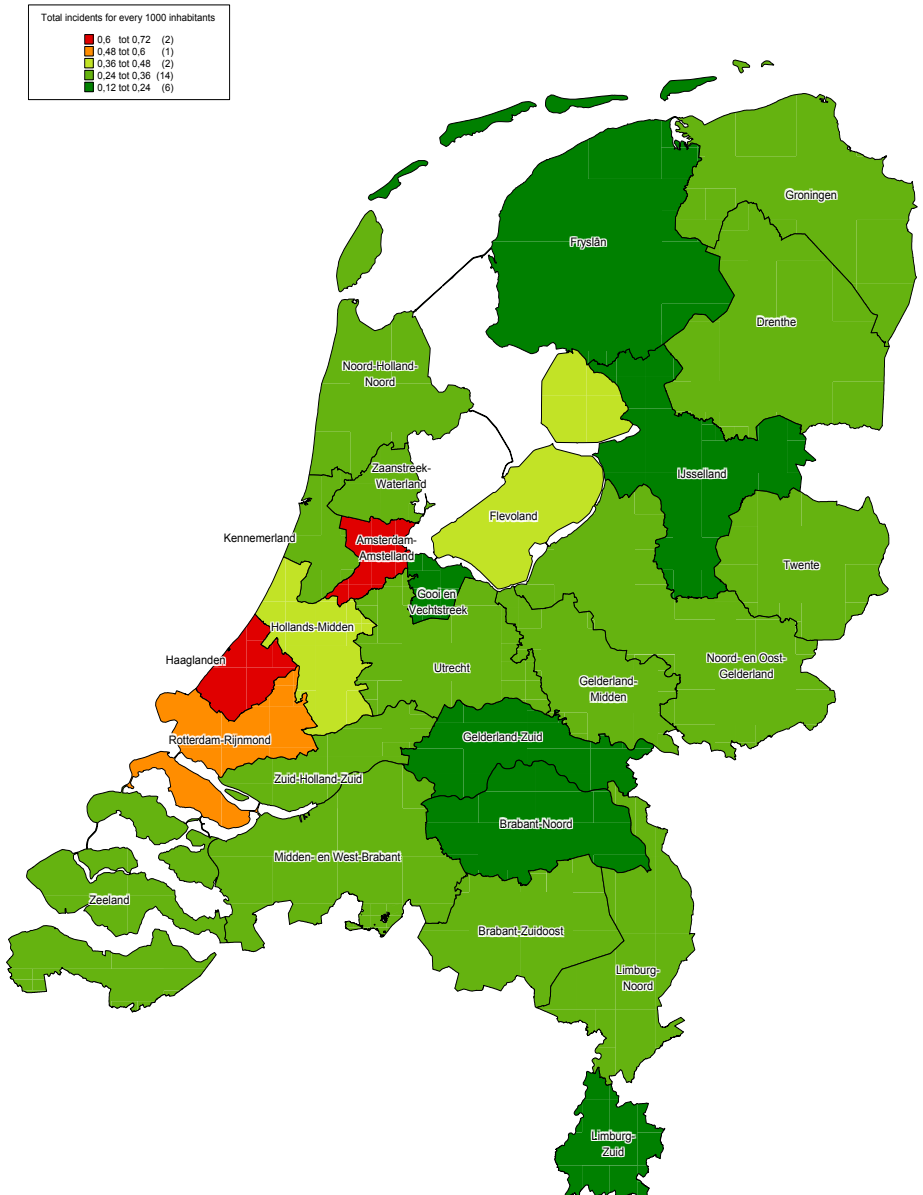 Total incidents for every 1000 inhabitants
0,6 tot 0,72 (2)
0,48 tot 0,6 (1)
0,36 tot 0,48 (2)
0,24 tot 0,36 (14)
0,12 tot 0,24 (6)
Groningen
Fryslân
Drenthe
Noord-Holland-
Noord
Zaanstreek-
Waterland
IJsselland
Flevoland
Kennemerland
Amsterdam-
Amstelland
Twente
Gooi en
Vechtstreek
Hollands-Midden
Haaglanden
Utrecht
Noord- en Oost-
Gelderland
Gelderland-
Midden
Rotterdam-Rijnmond
Gelderland-Zuid
Zuid-Holland-Zuid
Brabant-Noord
Midden- en West-Brabant
Zeeland
Brabant-Zuidoost
Limburg-
Noord
Limburg-
Zuid